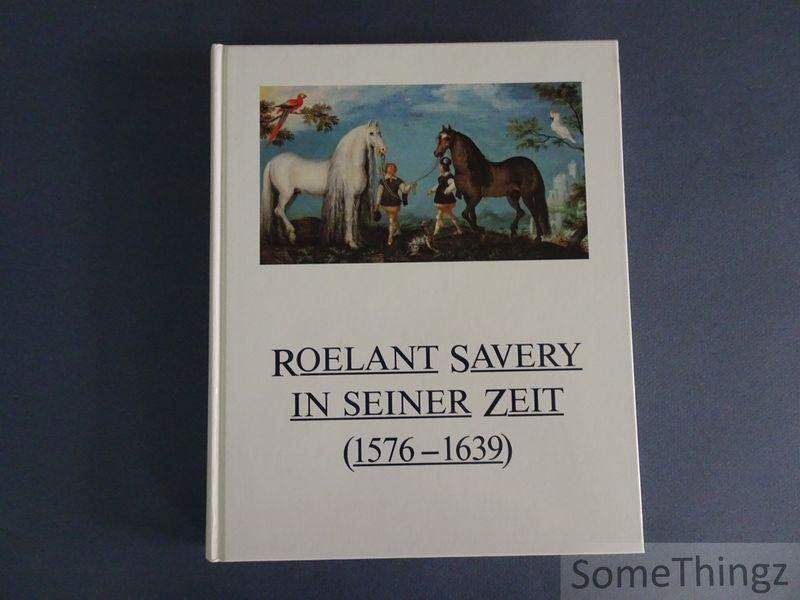 ROELANT SAVERY
IN SEINER ZEIT
(1576–1639)
SomeThingz